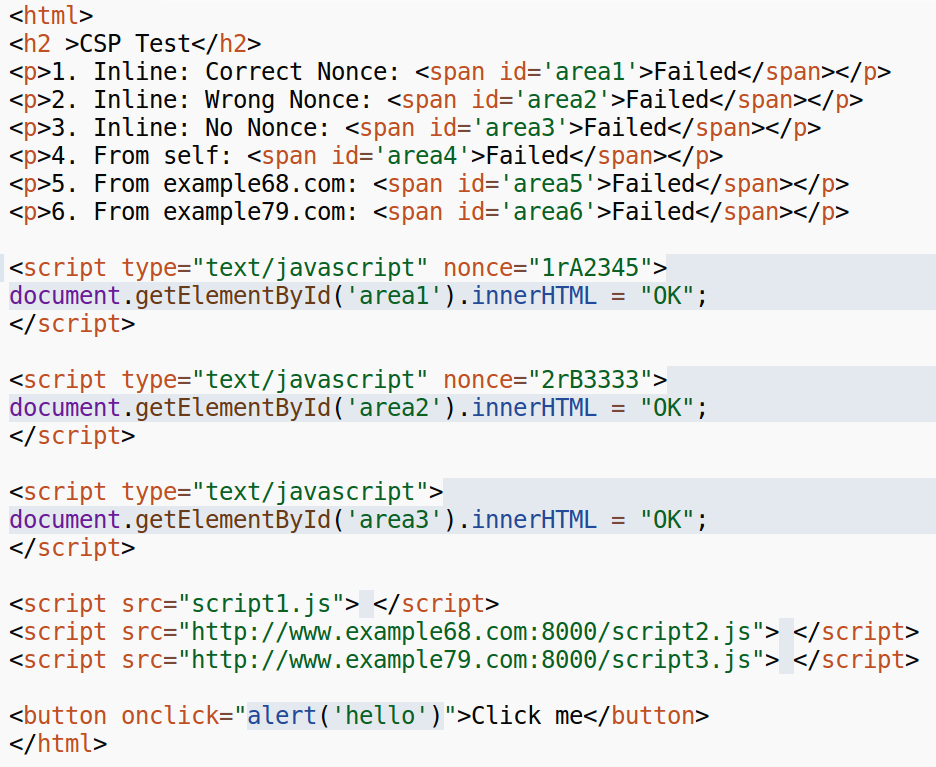 <html>
<h2 >CSP Test</h2>
<p>1. Inline: Correct Nonce: <span id='area1'>Failed</span></p>
<p>2. Inline: Wrong Nonce: <span id='area2'>Failed</span></p>
<p>3. Inline: No Nonce: <span id='area3'>Failed</span></p>
<p>4. From self: <span id='area4'>Failed</span></p>
<p>5. From example68.com: <span id='area5'>Failed</span></p>
<p>6. From example79.com: <span id='area6'>Failed</span></p>
<script type="text/javascript" nonce="1rA2345">
document.getElementById('area1').innerHTML = "OK";
</script>
<script type="text/javascript" nonce="2rB3333">
document.getElementById('area2').innerHTML = "OK";
</script>
<script type="text/javascript">
document.getElementById('area3').innerHTML = "OK";
</script>
<script src="script1.js"> </script>
<script src="http://www.example68.com:8000/script2.js"> </script>
<script src="http://www.example79.com:8000/script3.js"> </script>
<button onclick="alert('hello')">Click me</button>
</html>